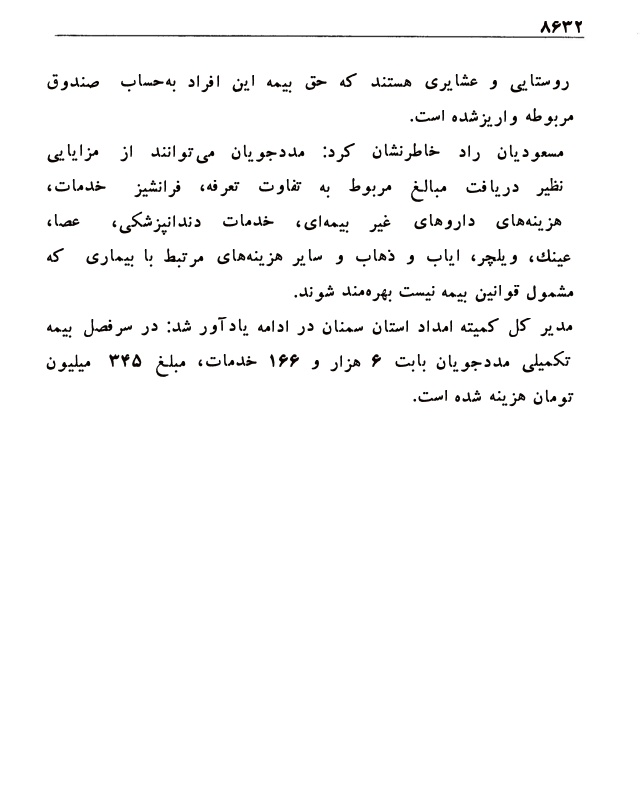 ۸۶۳۲
روستایی و عشایری هستند که حق بیمه این افراد به‌حساب صندوق
مربوطه واریزشده است.
مسعودیان راد خاطرنشان کرد: مددجویان می‌توانند از مزایایی
نظیر دریافت مبالغ مربوط به تفاوت تعرفه، فرانشیز خدمات،
هزینه‌های داروهای غیر بیمه‌ای، خدمات دندانپزشکی، عصا،
عینك، ویلچر، ایاب و ذهاب و سایر هزینه‌های مرتبط با بیماری که
مشمول قوانین بیمه نیست بهره‌مند شوند.
مدیر کل کمیته امداد استان سمنان در ادامه یادآور شد: در سرفصل بیمه
تکمیلی مددجویان بابت ۶ هزار و ۱۶۶ خدمات، مبلغ ۳۴۵ میلیون
تومان هزینه شده است.